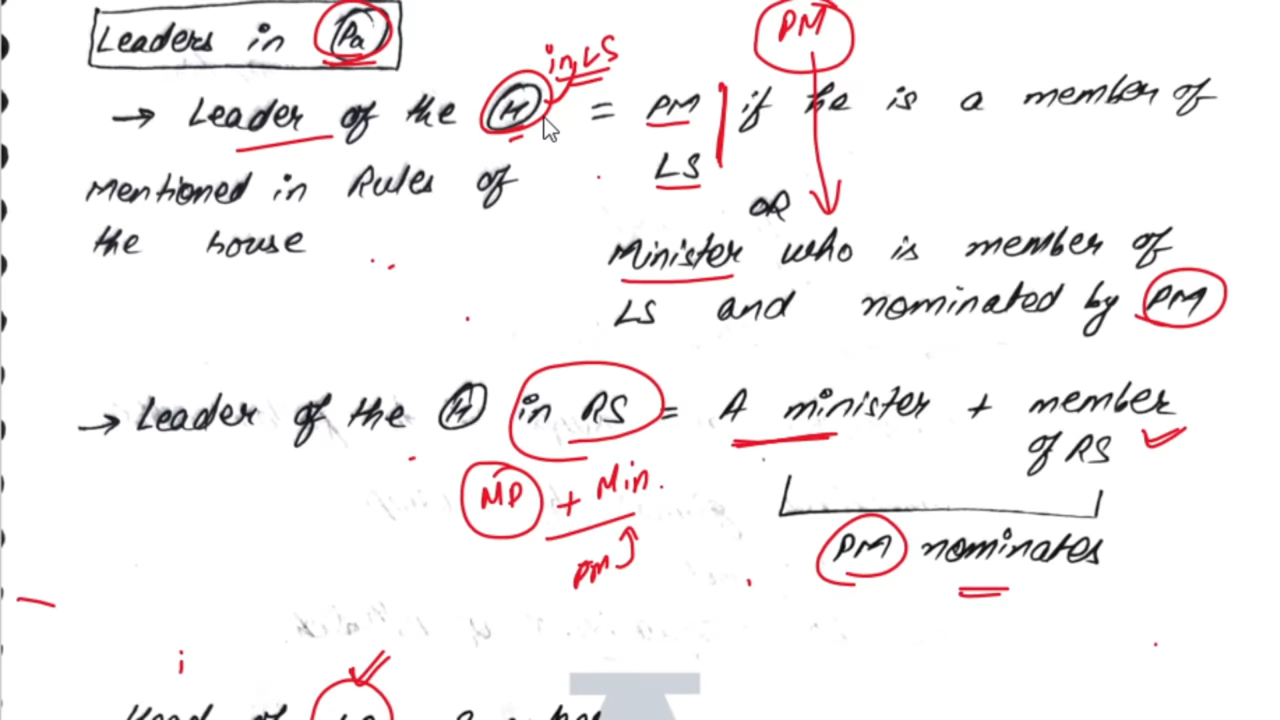 Leaders in Pa
PM
in LS
→ Leader of the H = PM if he is a member of
LS
Mentioned in Rules of
the house
OR
Minister who is member of
LS and nominated by PM
→ Leader of the H in RS = A minister + member
of RS
MP + Min.
PM
PM nominates
Head of